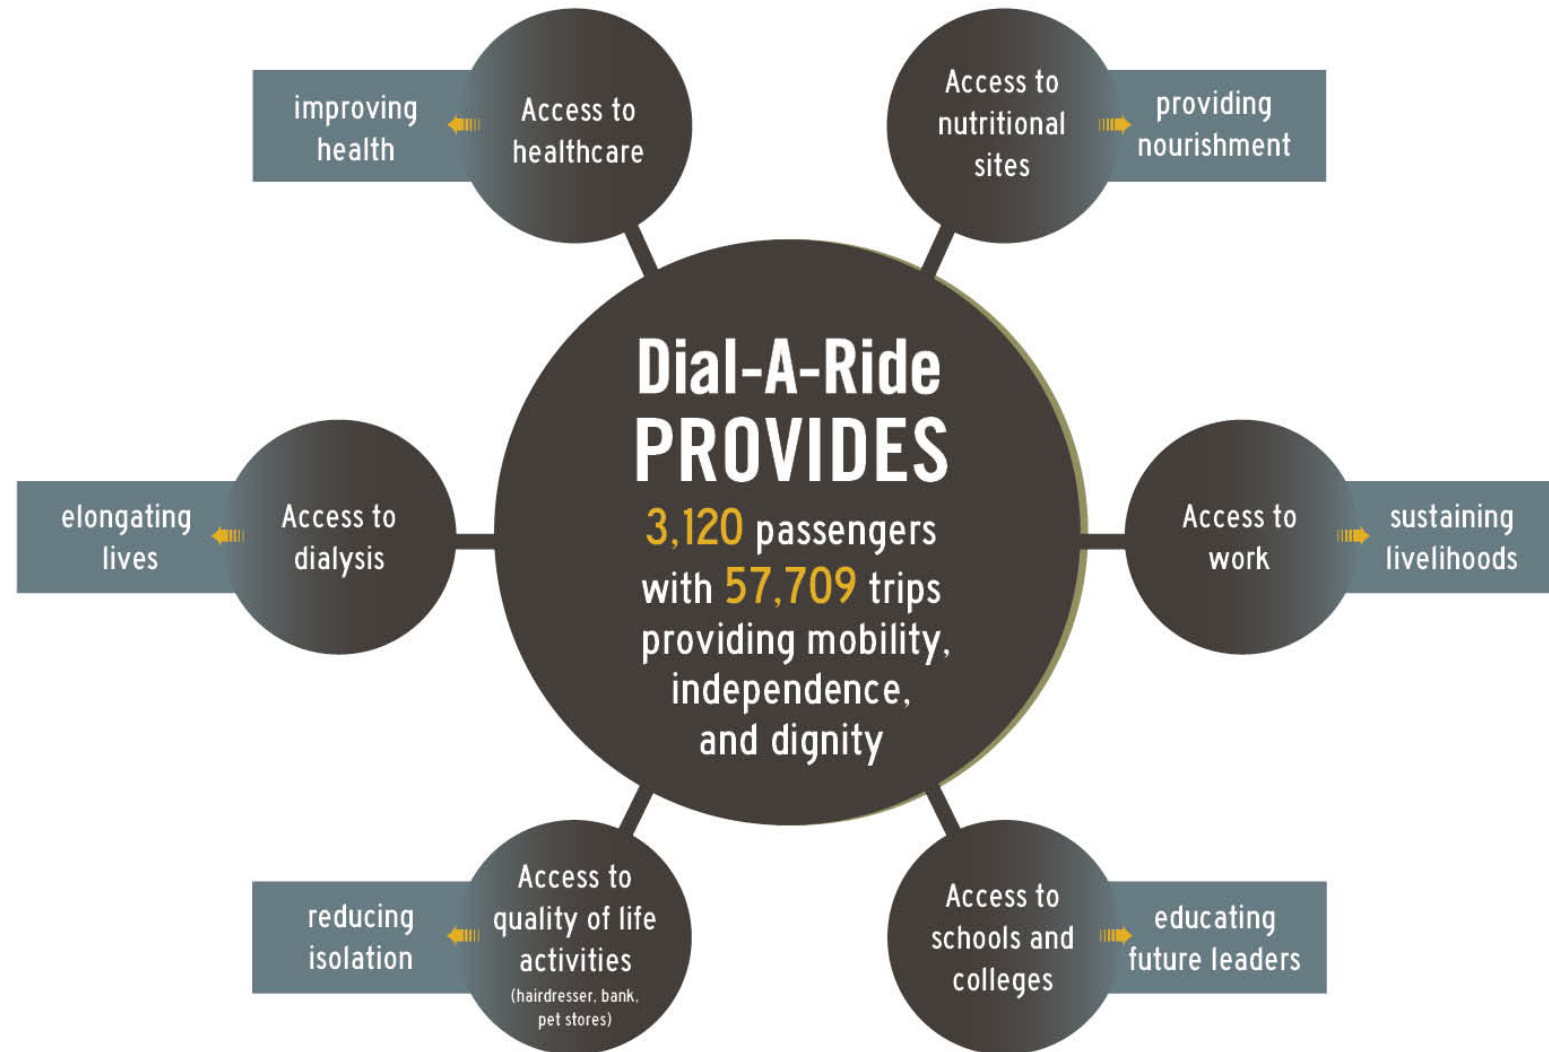 improving
health
Access to
healthcare
Access to
nutritional
sites
providing
nourishment
Dial-A-Ride
PROVIDES
3,120 passengers
with 57,709 trips
providing mobility,
independence,
and dignity
elongating
lives
Access to
dialysis
Access to
work
sustaining
livelihoods
reducing
isolation
Access to
quality of life
activities
(hairdresser, bank,
pet stores)
Access to
schools and
colleges
educating
future leaders